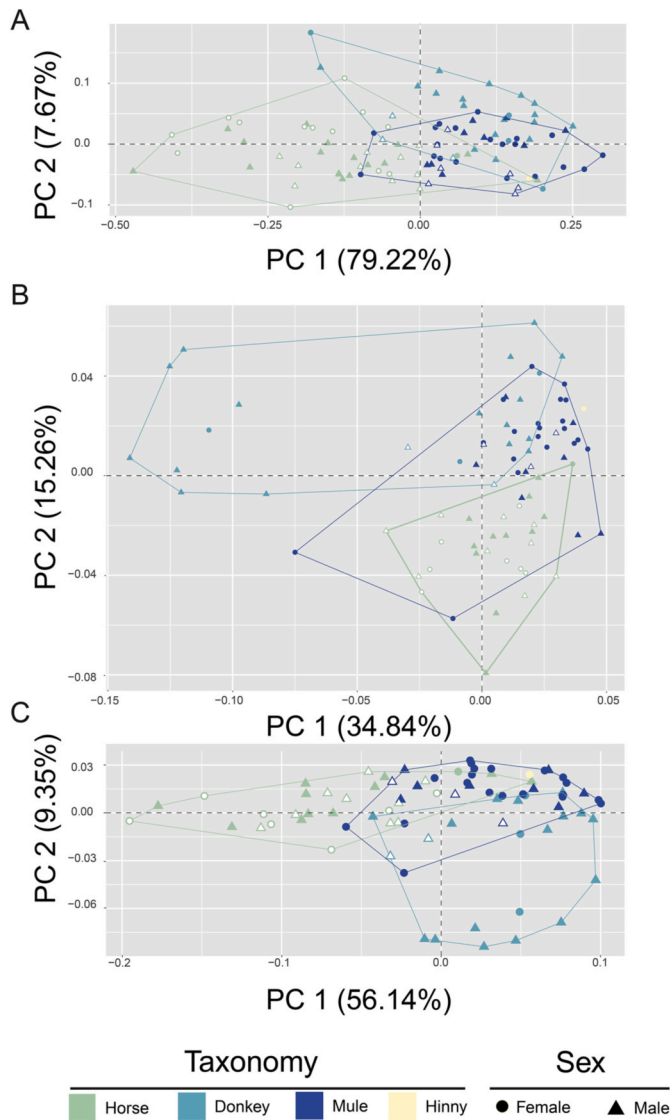 A
PC 2 (7.67%)
0.1
0.0
−0.1
−0.50
−0.25
0.00
0.25
PC 1 (79.22%)
B
PC 2 (15.26%)
0.04
0.00
−0.04
−0.08
−0.15
−0.10
−0.05
0.00
0.05
PC 1 (34.84%)
C
PC 2 (9.35%)
0.03
0.00
−0.03
−0.06
−0.2
−0.1
0.0
0.1
PC 1 (56.14%)
Taxonomy Sex
Horse Donkey Mule Hinny Female Male